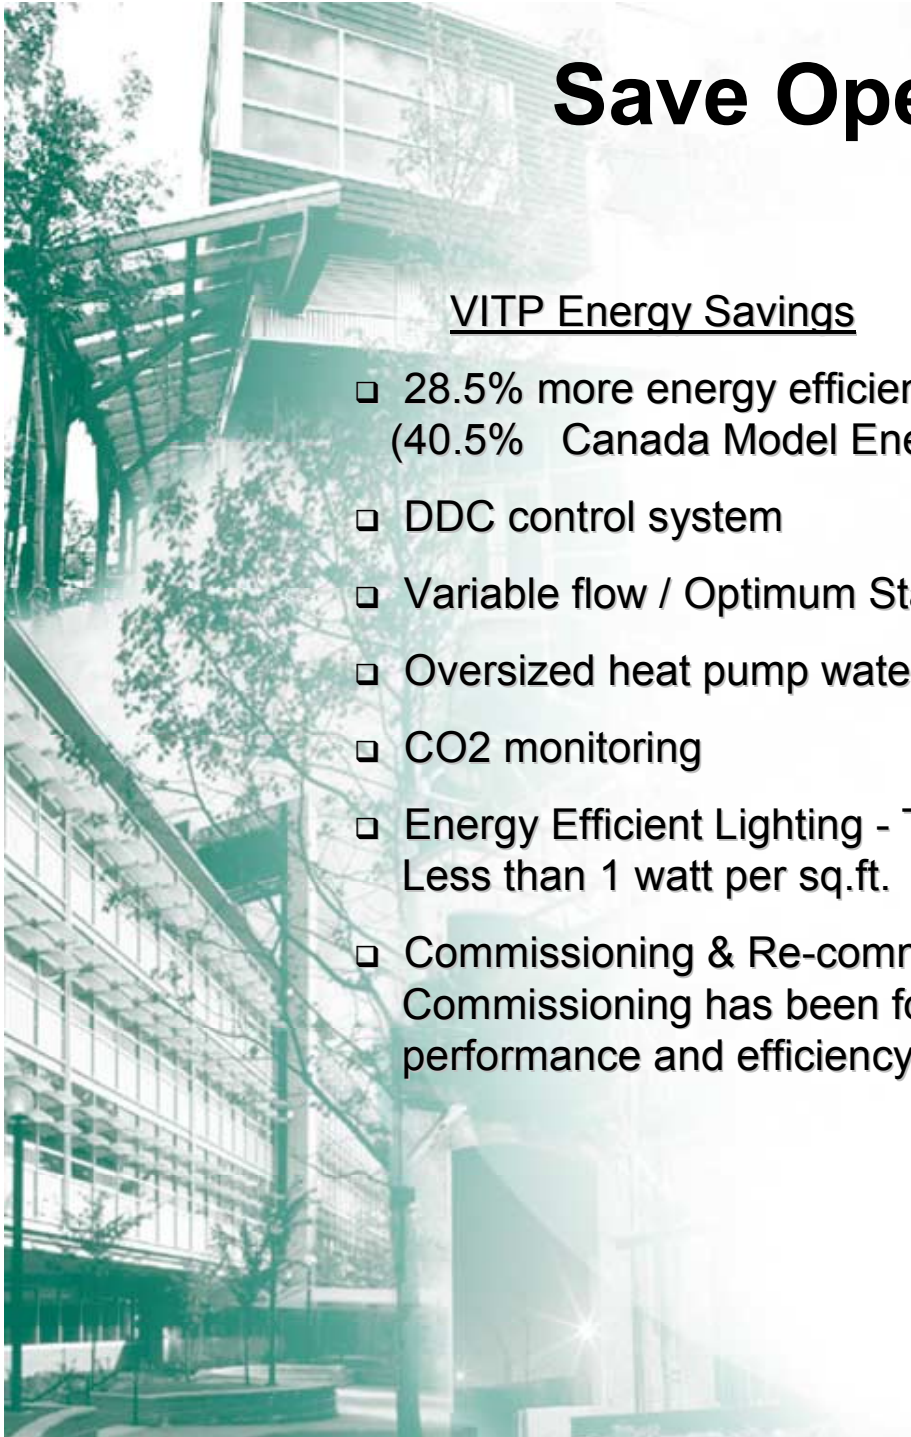 Save Ope
VITP Energy Savings
❑ 28.5% more energy efficien
(40.5% Canada Model Ene
❑ DDC control system
❑ Variable flow / Optimum Sta
❑ Oversized heat pump wate
❑ CO2 monitoring
❑ Energy Efficient Lighting - T
Less than 1 watt per sq.ft.
❑ Commissioning & Re-comm
Commissioning has been fo
performance and efficiency